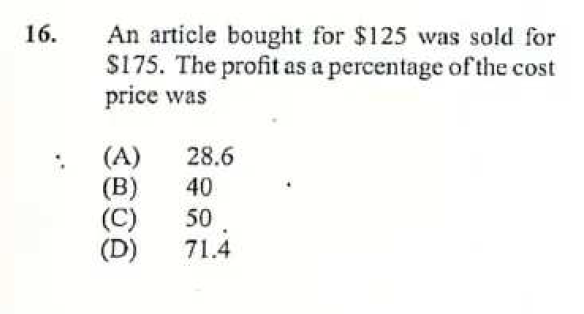 16. An article bought for $125 was sold for
$175. The profit as a percentage of the cost
price was
(A) 28.6
(B) 40
(C) 50
(D) 71.4